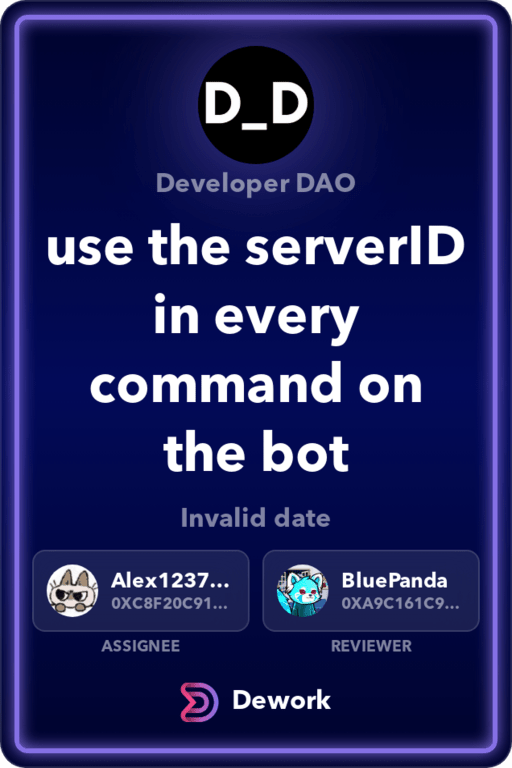 D_D
Developer DAO
use the serverID
in every
command on
the bot
Invalid date
Alex1237...
0XC8F20C91...
BluePanda
0XA9C161C9...
ASSIGNEE
REVIEWER
Dework